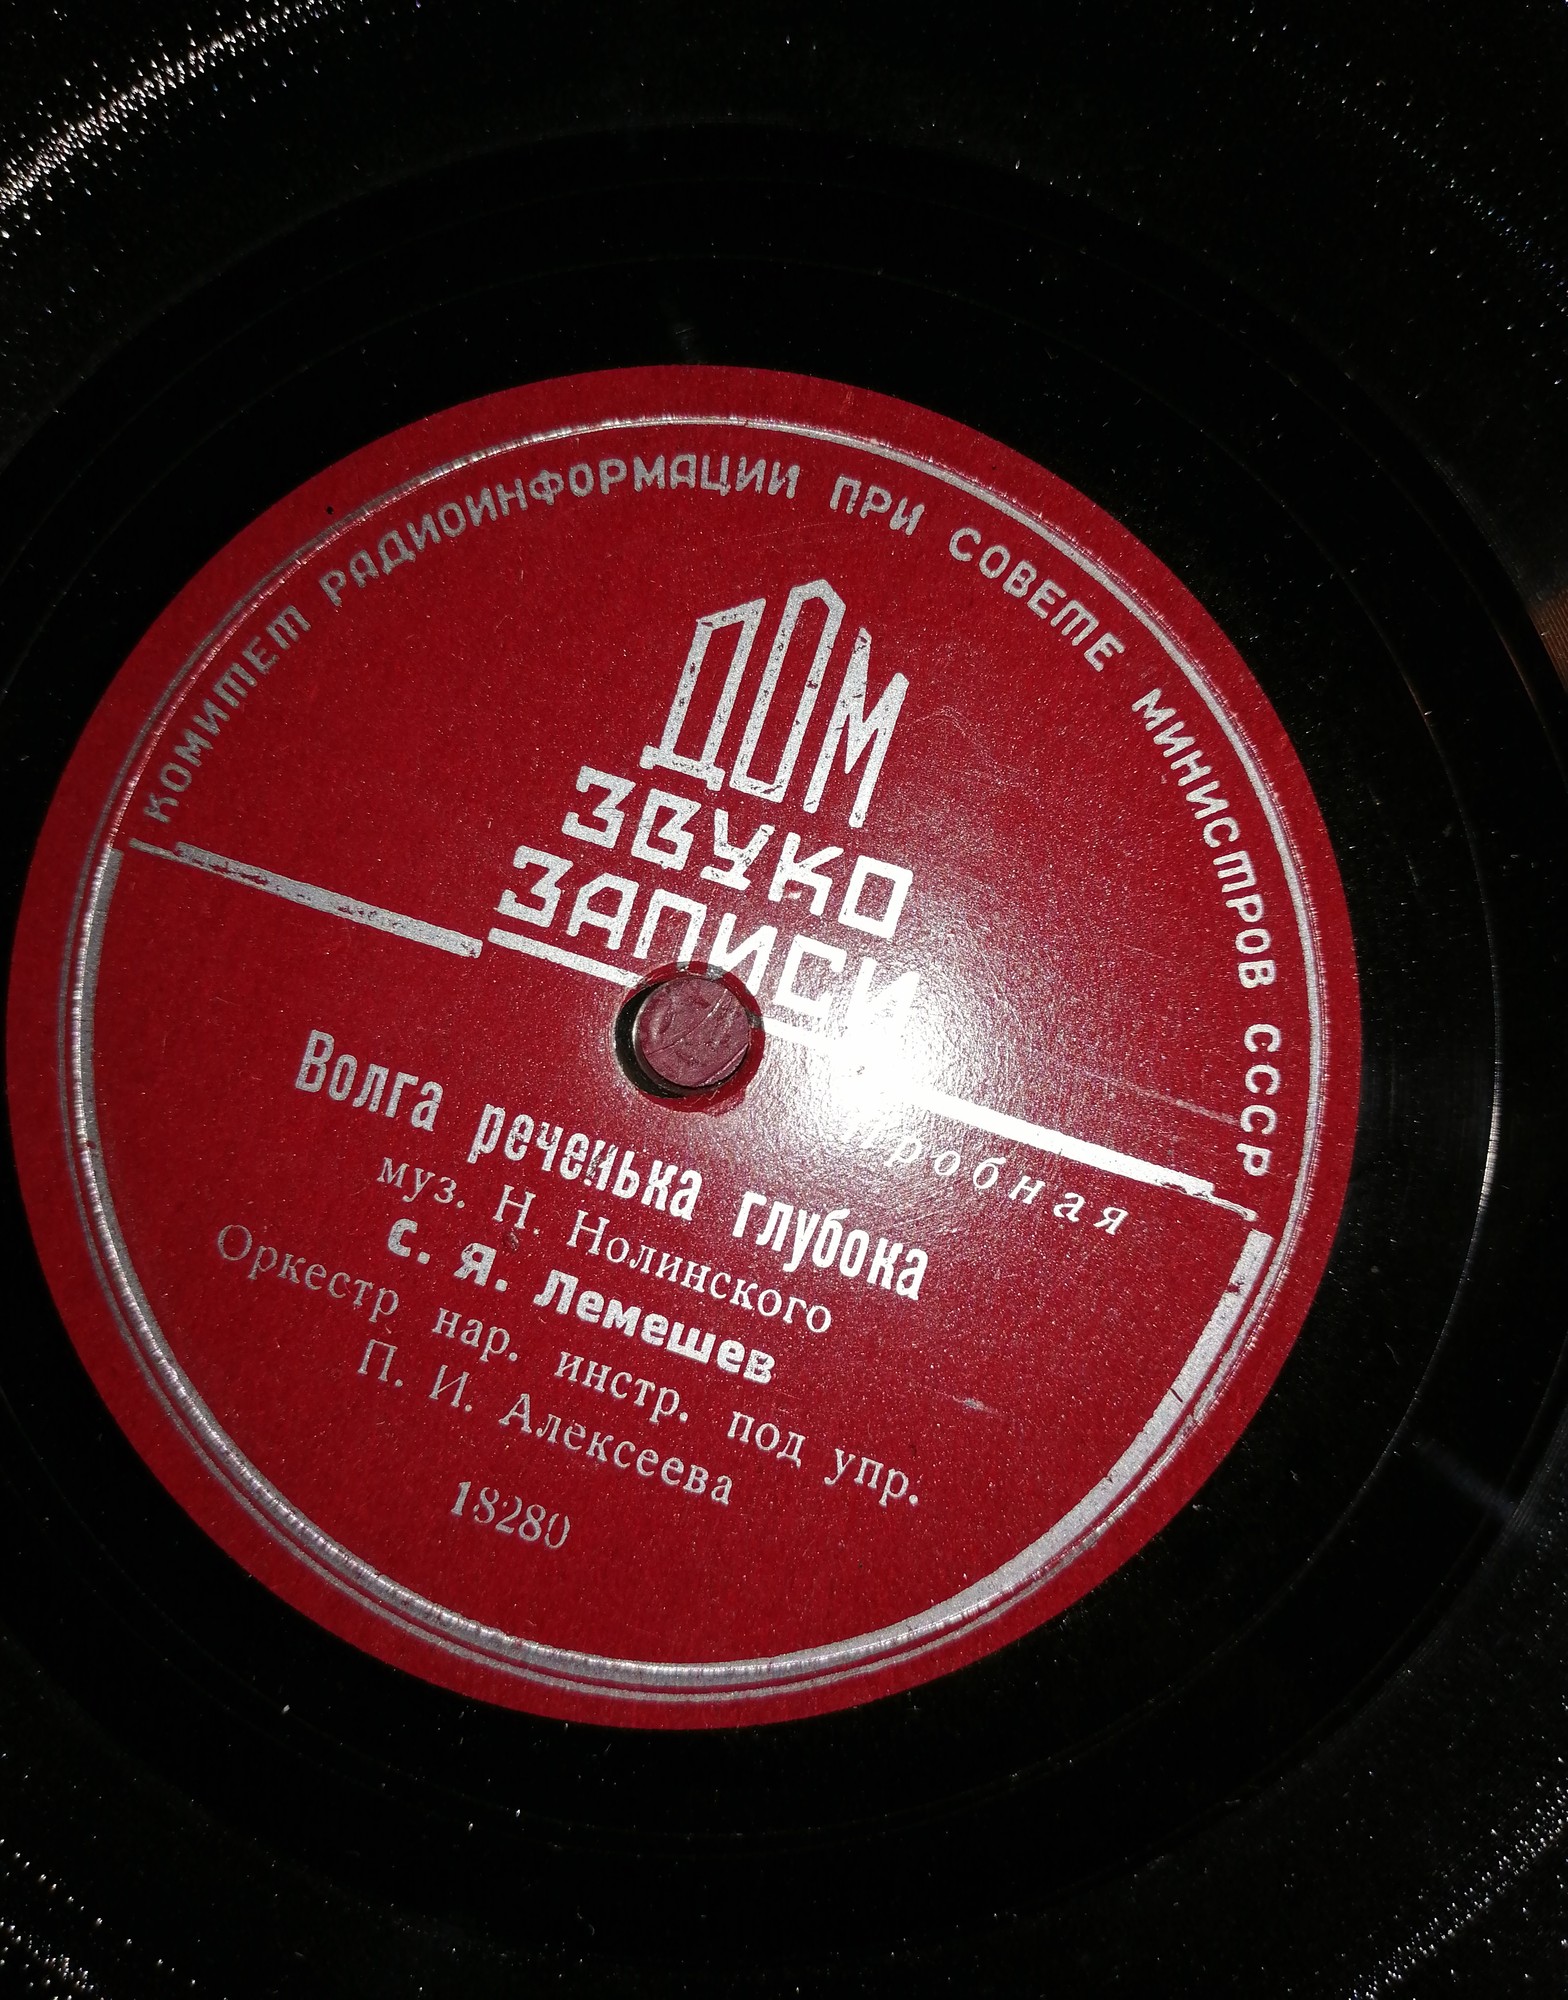 КОМИТЕТ РАДИОИНФОРМАЦИИ ПРИ СОВЕТЕ МИНИСТРОВ СССР
ДОМ
ЗВУКО
ЗАПИСИ
Пробная
Волга реченька глубока
муз. Н. Нолинского
С. Я. Лемешев
Оркестр нар. инстр. под упр.
П. И. Алексеева
18280